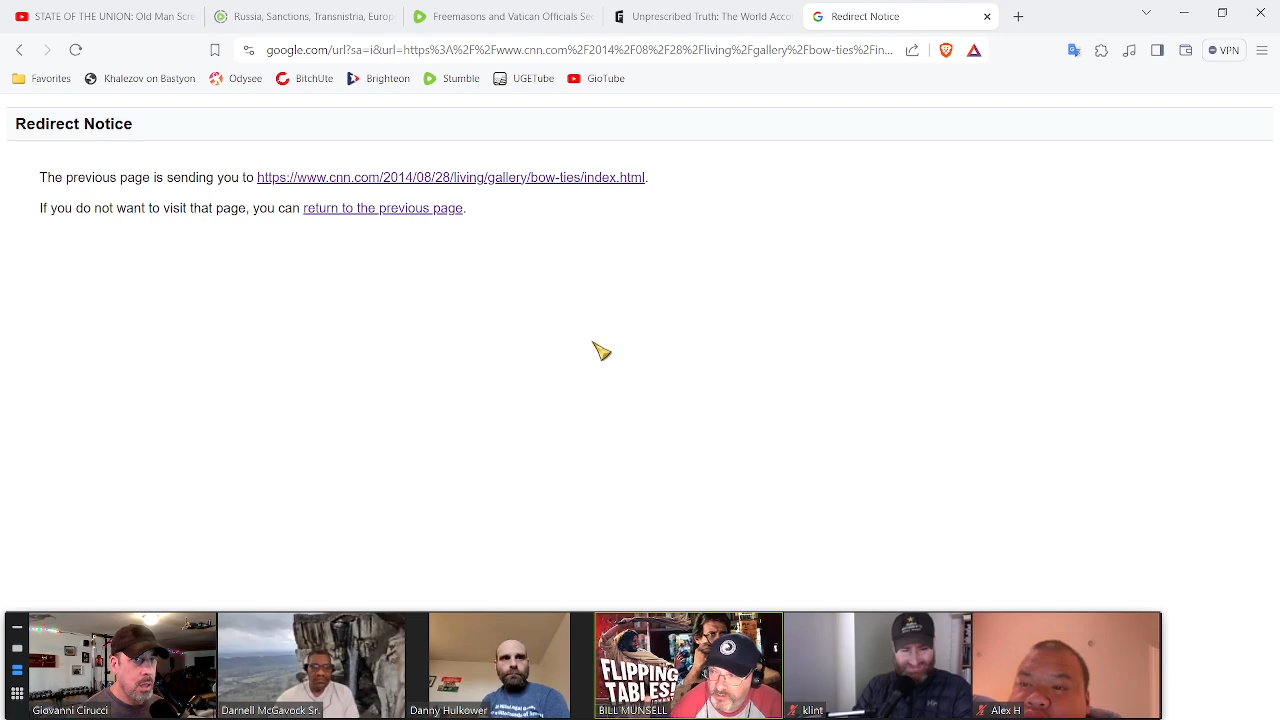 STATE OF THE UNION: Old Man Scre
Russia, Sanctions, Transnistria, Europ
Freemasons and Vatican Officials Sec
Unprescribed Truth: The World Accor
Redirect Notice
google.com/url?sa=i&url=https%3A%2F%2Fwww.cnn.com%2F2014%2F08%2F28%2Fliving%2Fgallery%2Fbow-ties%2Fin...
VPN
Favorites
Khalezov on Bastyon
Odysee
BitchUte
Brighteon
Stumble
UGETube
GioTube
Redirect Notice
The previous page is sending you to https://www.cnn.com/2014/08/28/living/gallery/bow-ties/index.html.
If you do not want to visit that page, you can return to the previous page.
FLIPPING
TABLES!
Giovanni Cirucci
Darnell McGavock Sr.
Danny Hulkower
BILL MUNSELL
klint
Alex H